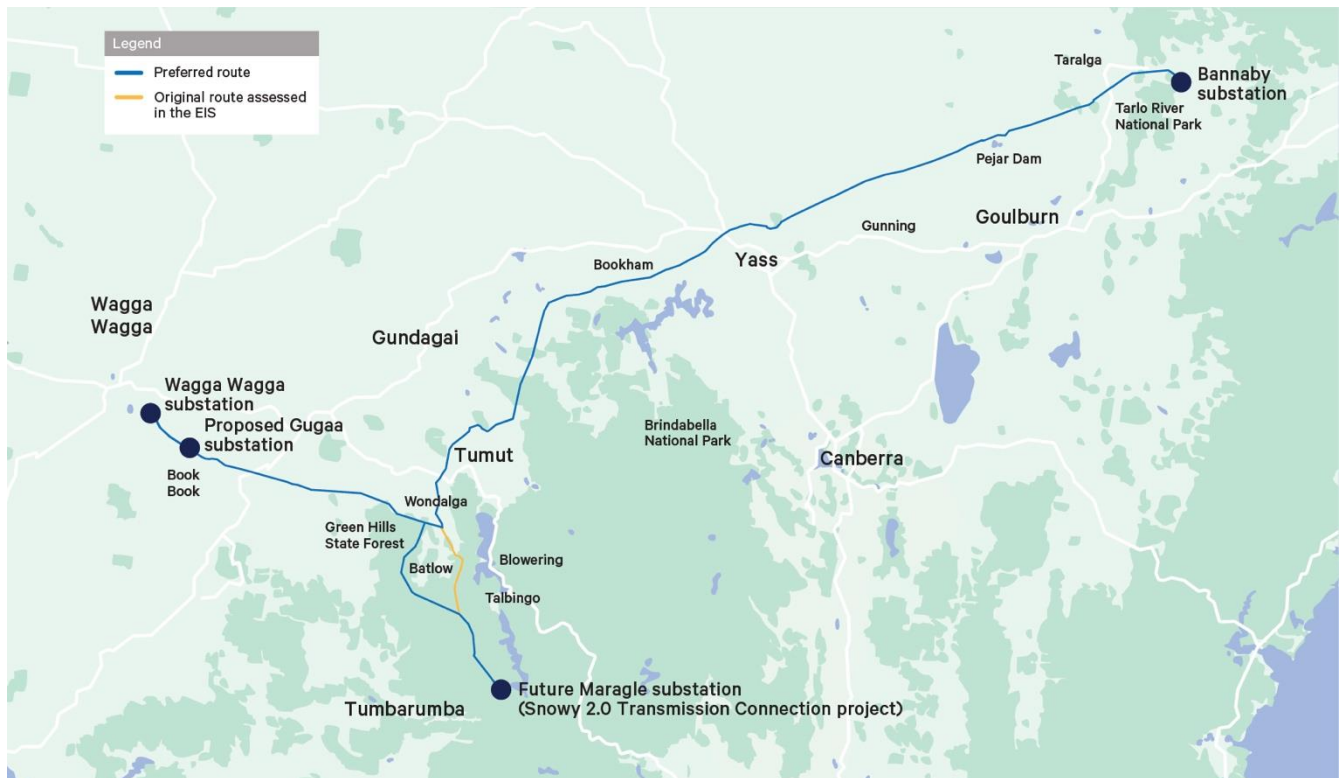 Legend
Preferred route
Original route assessed
in the EIS
Taralga
Bannaby
substation
Tarlo River
National Park
Pejar Dam
Goulburn
Gunning
Yass
Bookham
Wagga
Wagga
Gundagai
Wagga Wagga
substation
Proposed Gugaa
substation
Book
Book
Brindabella
National Park
Tumut
Canberra
Wondalga
Green Hills
State Forest
Batlow
Blowering
Talbingo
Future Maragle substation
(Snowy 2.0 Transmission Connection project)
Tumbarumba